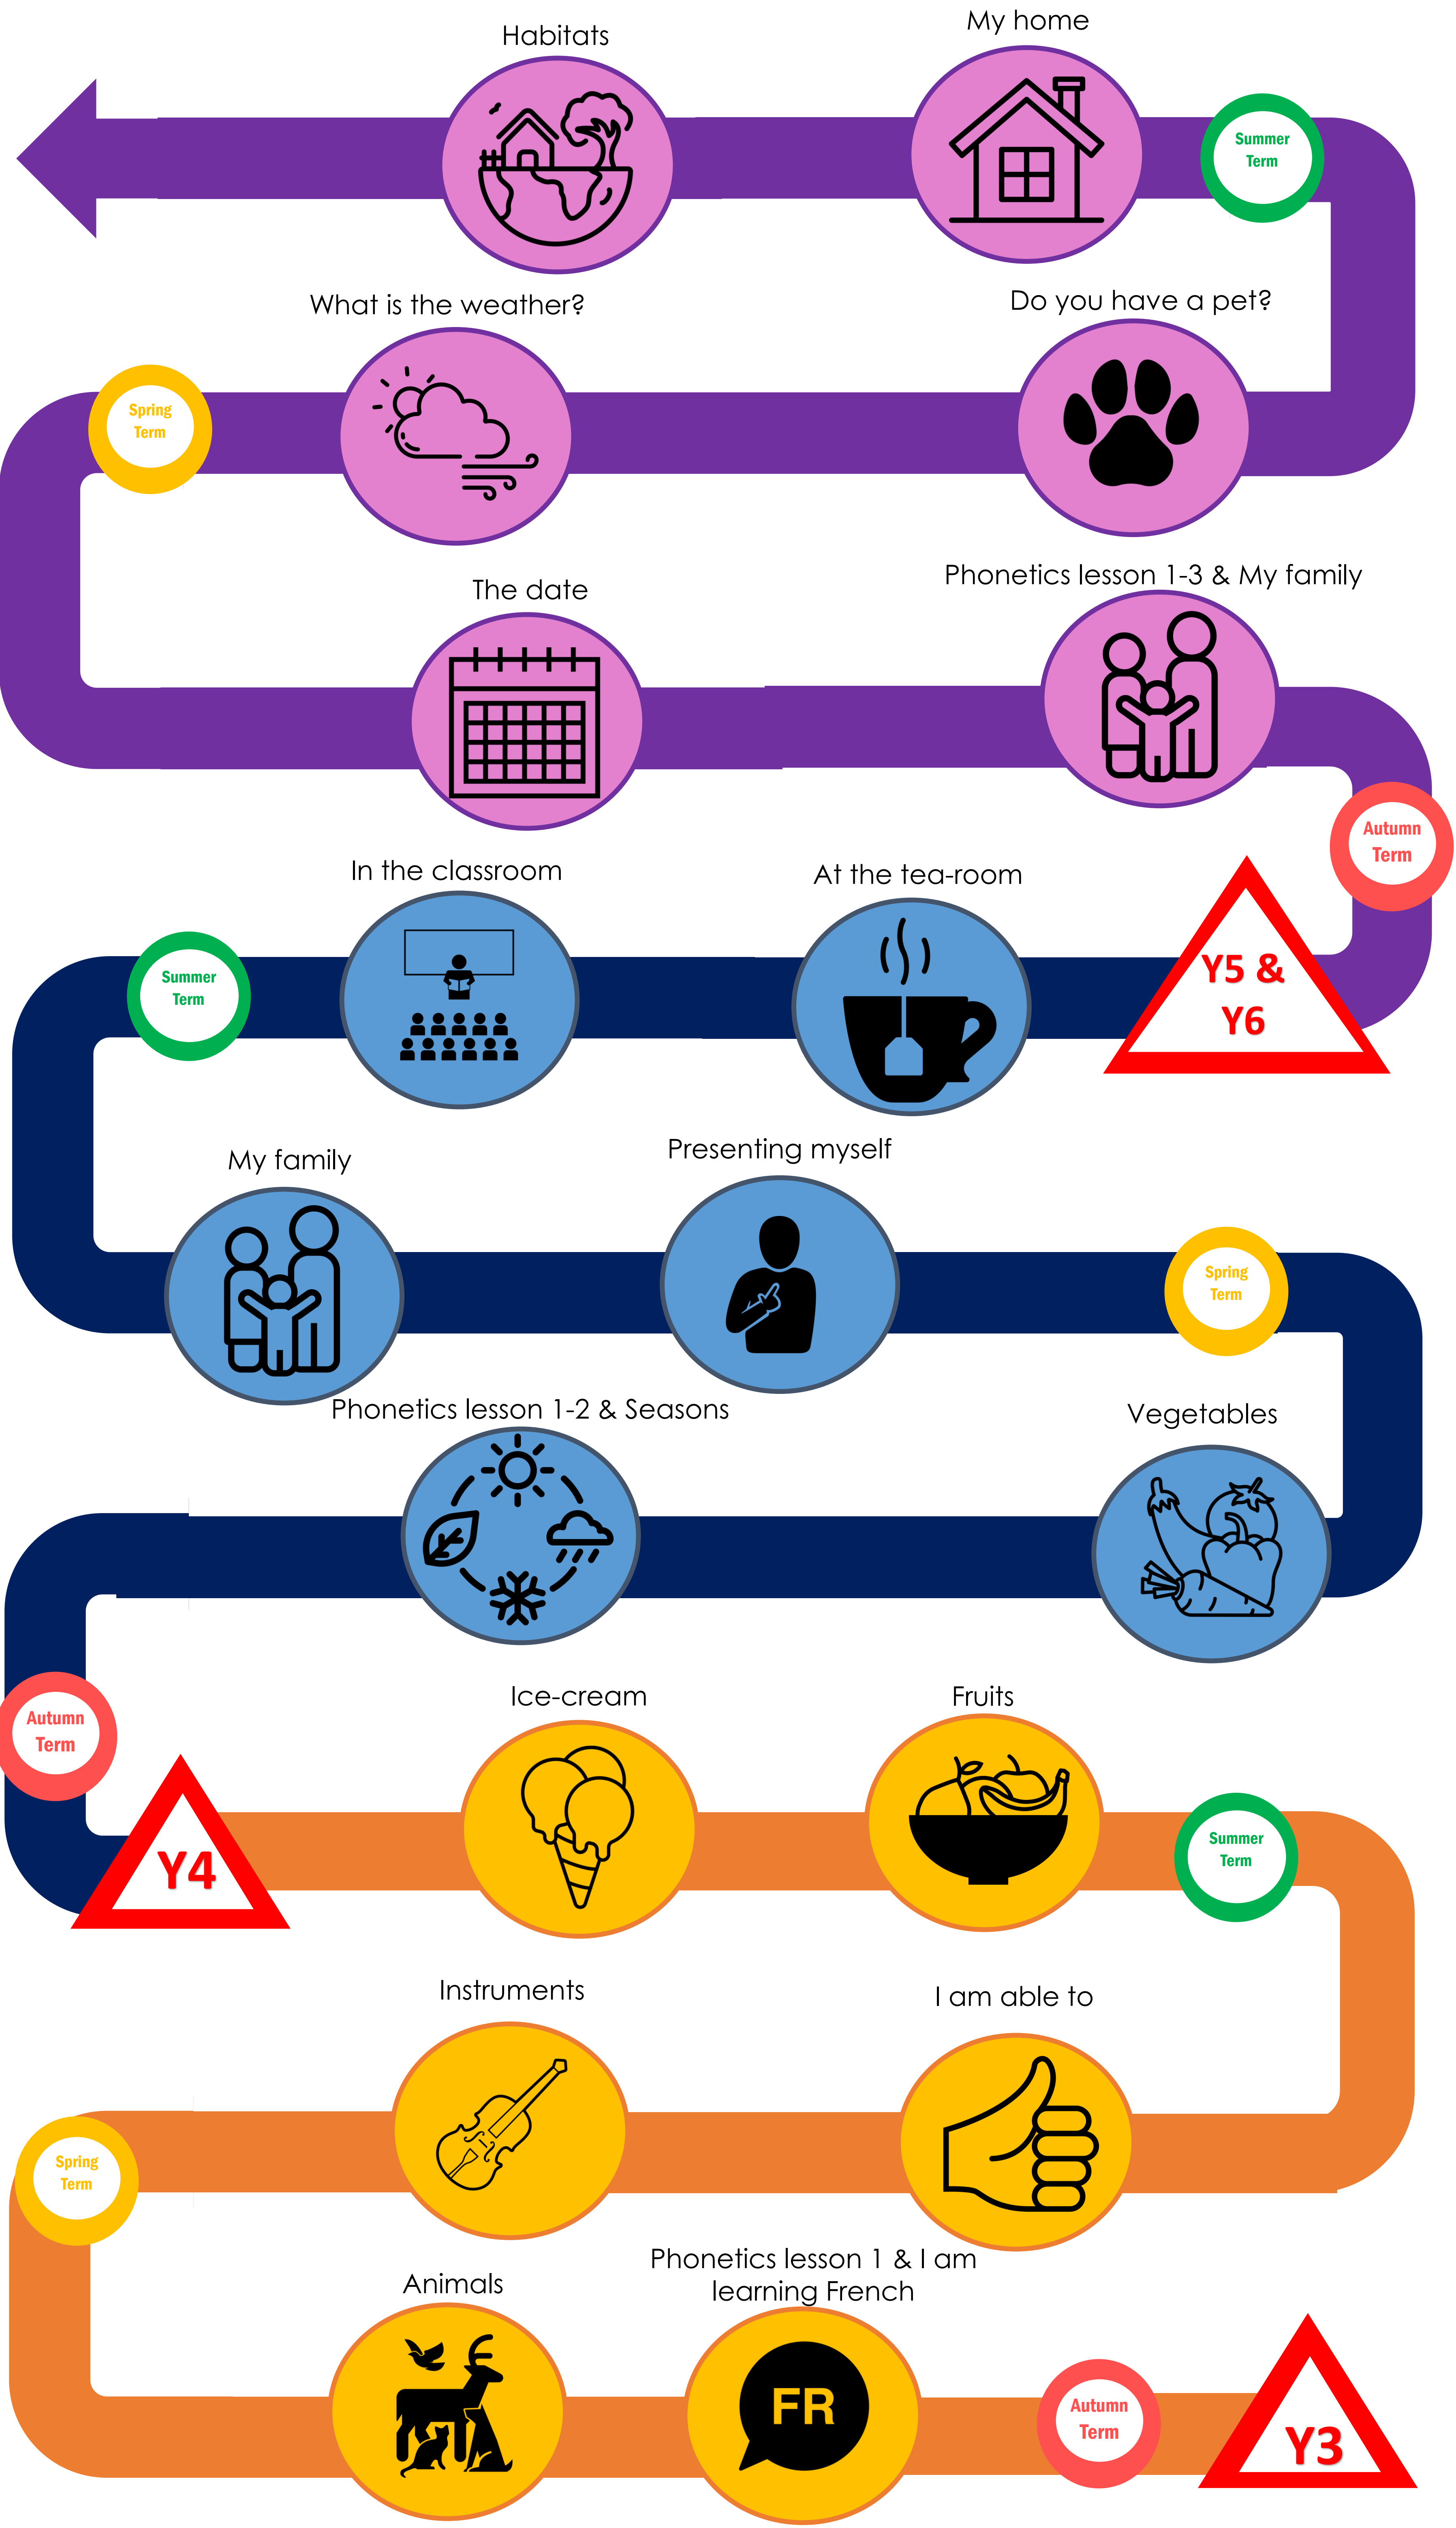 Habitats
My home
Summer
Term
What is the weather?
Do you have a pet?
Spring
Term
The date
Phonetics lesson 1-3 & My family
Autumn
Term
In the classroom
At the tea-room
Summer
Term
Y5 &
Y6
My family
Presenting myself
Spring
Term
Phonetics lesson 1-2 & Seasons
Vegetables
Autumn
Term
Ice-cream
Fruits
Y4
Summer
Term
Instruments
I am able to
Spring
Term
Animals
Phonetics lesson 1 & I am
learning French
FR
Autumn
Term
Y3